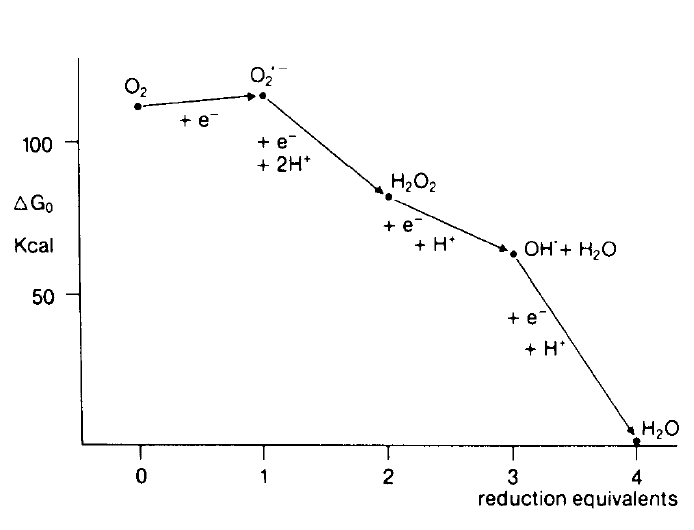 O₂
O₂·⁻
+ e⁻
+ e⁻
+ 2H⁺
100
H₂O₂
ΔG₀
+ e⁻
+ H⁺
Kcal
OH· + H₂O
50
+ e⁻
+ H⁺
H₂O
0 1 2 3 4
reduction equivalents